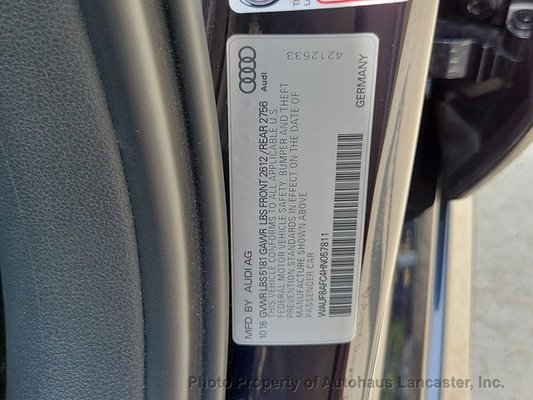 MFD. BY AUDI AG
10 16 GVWR LBS 5181 GAWR LBS FRONT 2612 / REAR 2756
THIS VEHICLE CONFORMS TO ALL APPLICABLE U.S.
FEDERAL MOTOR VEHICLE SAFETY, BUMPER AND THEFT
PREVENTION STANDARDS IN EFFECT ON THE DATE OF
MANUFACTURE SHOWN ABOVE
PASSENGER CAR
WAUF8AFC4HN057811
Audi
4212533
GERMANY
Photo Property of Autohaus Lancaster, Inc.